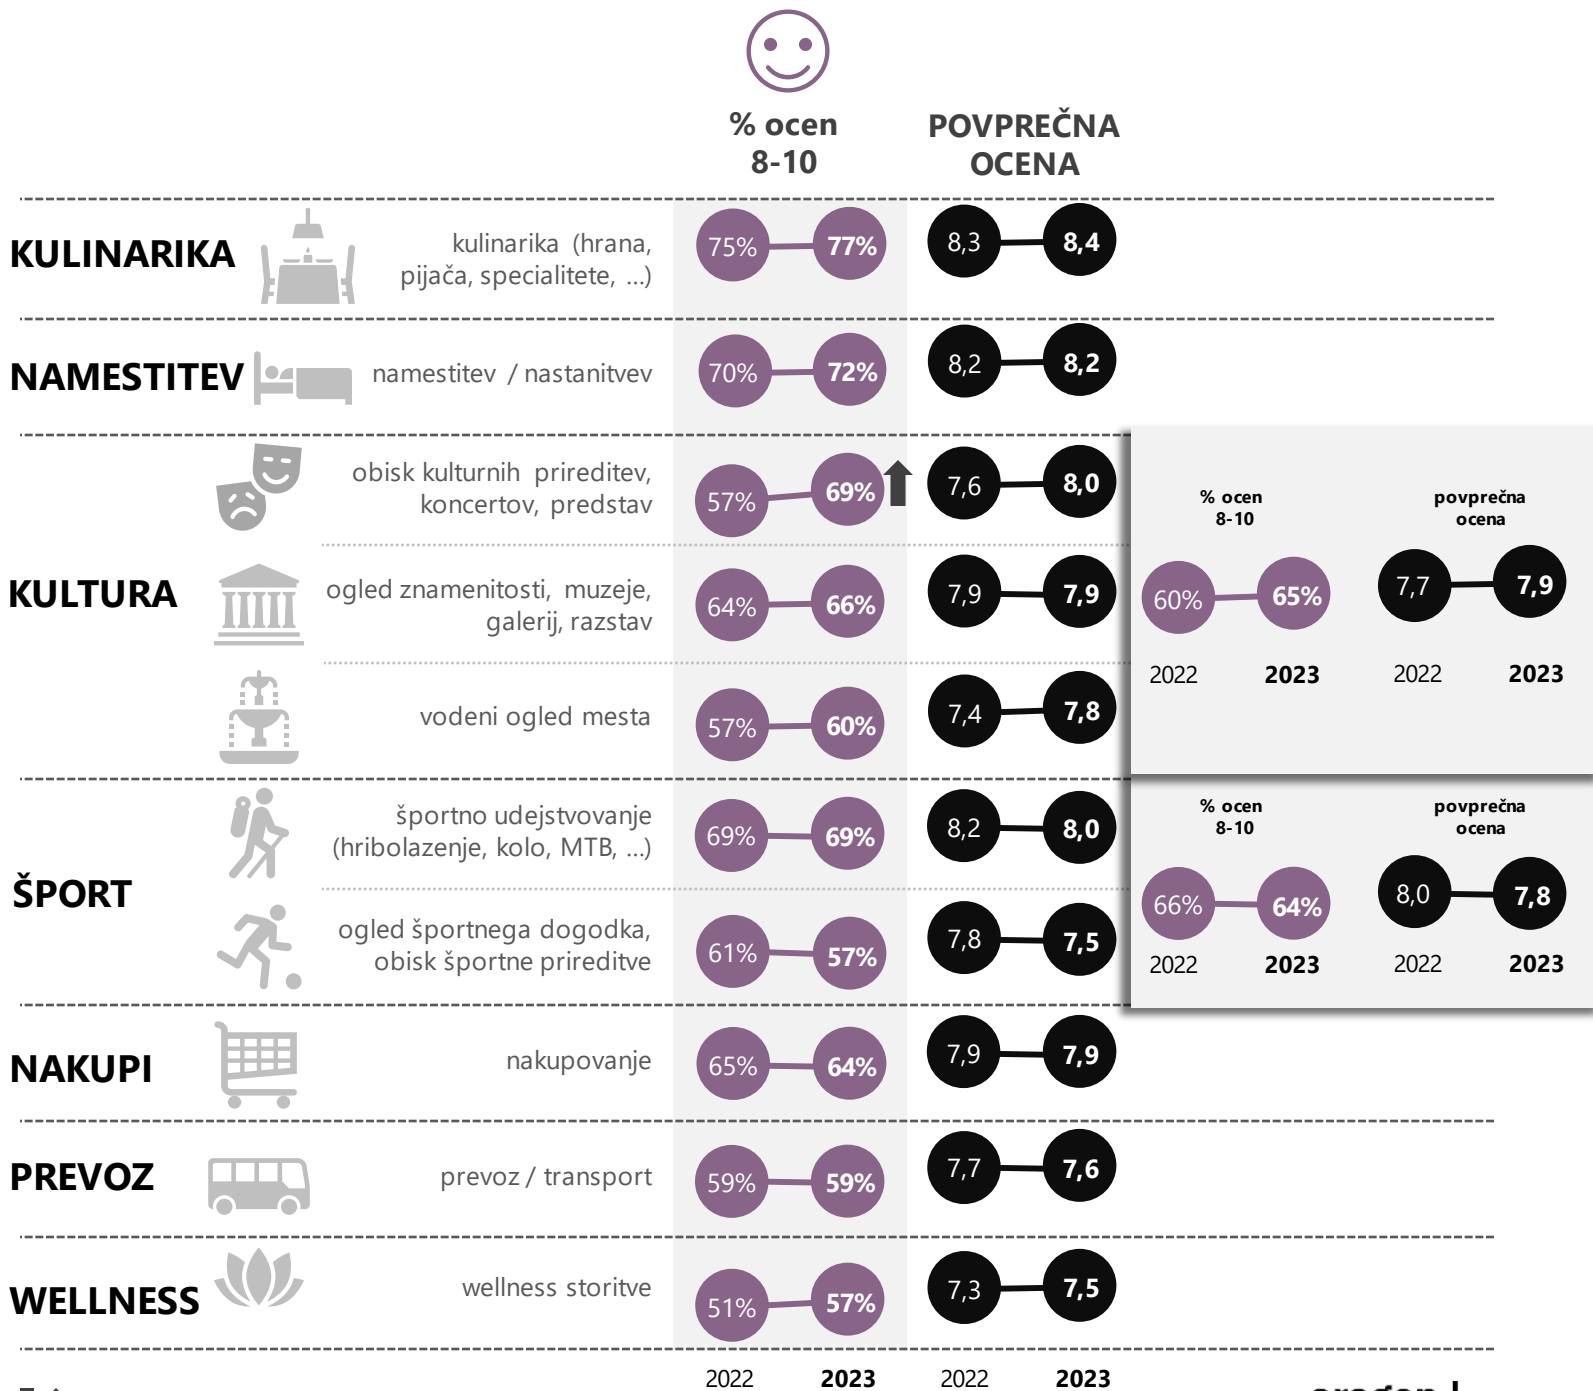 % ocen
8-10
POVPREČNA
OCENA
KULINARIKA
kulinarika (hrana,
pijača, specialitete, ...)
75% 77% 8,3 8,4
NAMESTITEV
namestitev / nastanitvev
70% 72% 8,2 8,2
KULTURA
obisk kulturnih prireditev,
koncertov, predstav
57% 69% 7,6 8,0
ogled znamenitosti, muzeje,
galerij, razstav
64% 66% 7,9 7,9
vodeni ogled mesta
57% 60% 7,4 7,8
% ocen
8-10
povprečna
ocena
60% 65% 7,7 7,9
2022 2023 2022 2023
ŠPORT
športno udejstvovanje
(hribolazenje, kolo, MTB, ...)
69% 69% 8,2 8,0
ogled športnega dogodka,
obisk športne prireditve
61% 57% 7,8 7,5
% ocen
8-10
povprečna
ocena
66% 64% 8,0 7,8
2022 2023 2022 2023
NAKUPI
nakupovanje
65% 64% 7,9 7,9
PREVOZ
prevoz / transport
59% 59% 7,7 7,6
WELLNESS
wellness storitve
51% 57% 7,3 7,5
2022 2023 2022 2023